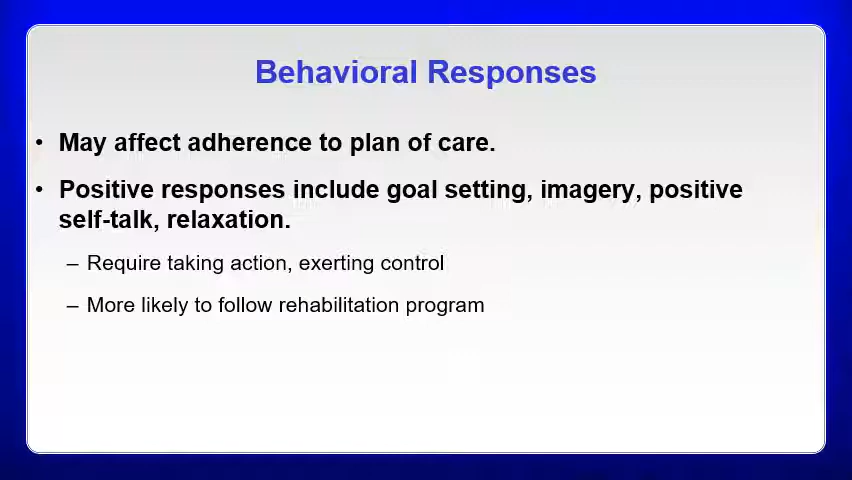 Behavioral Responses
• May affect adherence to plan of care.
• Positive responses include goal setting, imagery, positive
self-talk, relaxation.
– Require taking action, exerting control
– More likely to follow rehabilitation program